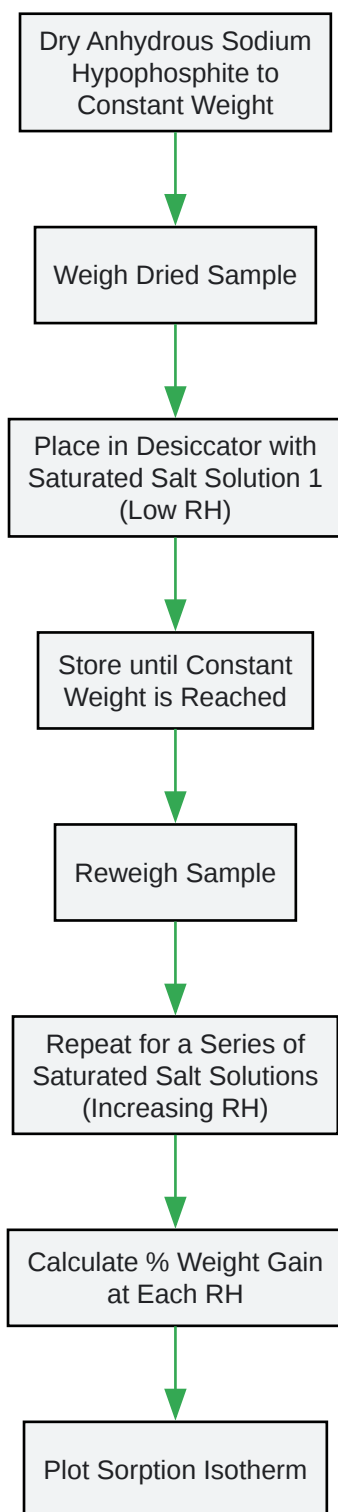 Dry Anhydrous Sodium
Hypophosphite to
Constant Weight
Weigh Dried Sample
Place in Desiccator with
Saturated Salt Solution 1
(Low RH)
Store until Constant
Weight is Reached
Reweigh Sample
Repeat for a Series of
Saturated Salt Solutions
(Increasing RH)
Calculate % Weight Gain
at Each RH
Plot Sorption Isotherm